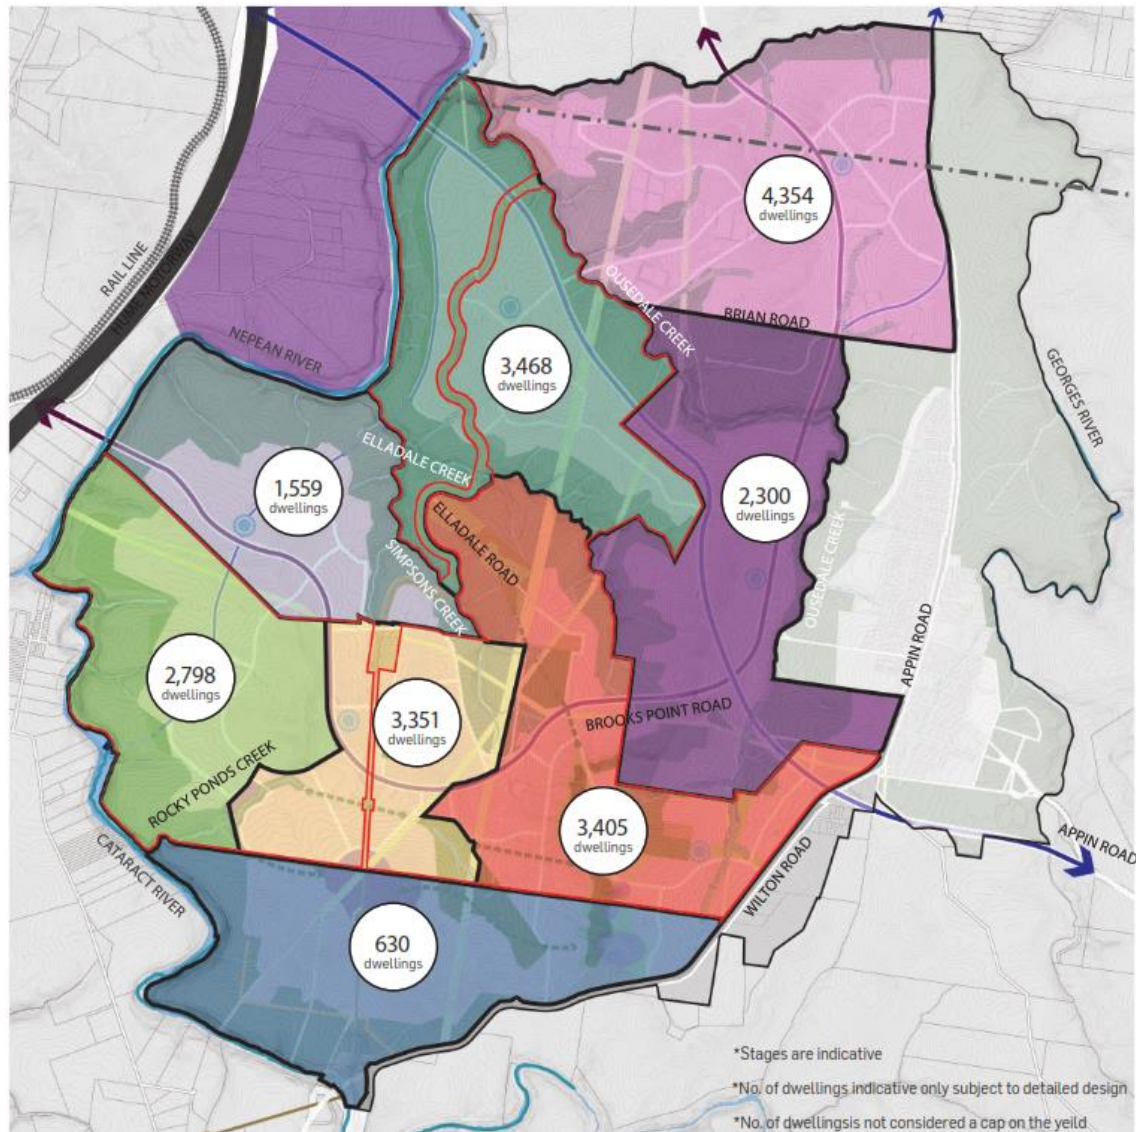 4,354
dwellings
RAIL LINE
HUME MOTORWAY
OUSEDALE CREEK
BRIAN ROAD
NEPEAN RIVER
3,468
dwellings
GEORGES RIVER
ELLADALE CREEK
1,559
dwellings
2,300
dwellings
ELLADALE ROAD
OUSEDALE CREEK
SIMPSONS CREEK
APPIN ROAD
2,798
dwellings
3,351
dwellings
BROOKS POINT ROAD
ROCKY PONDS CREEK
3,405
dwellings
APPIN ROAD
CATARACT RIVER
WILTON ROAD
630
dwellings
*Stages are indicative
*No. of dwellings indicative only subject to detailed design
*No. of dwellingsis not considered a cap on the yeild